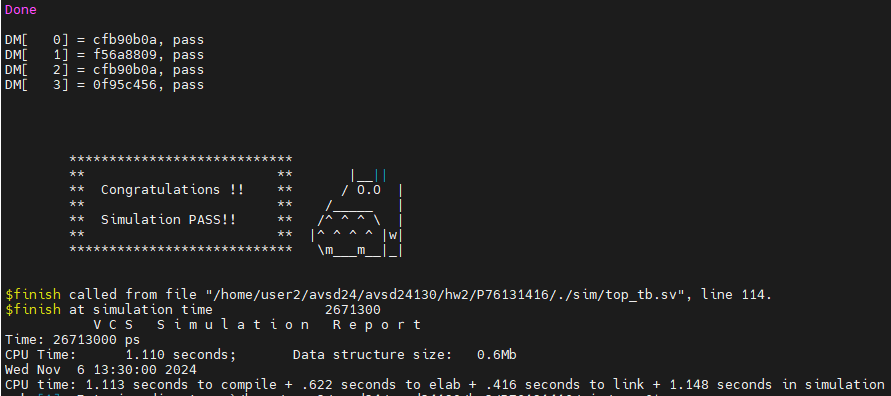 Done
DM[   0] = cfb90b0a, pass
DM[   1] = f56a8809, pass
DM[   2] = cfb90b0a, pass
DM[   3] = 0f95c456, pass
        ****************************
        **                        **        |__||
        **  Congratulations !!    **       / O.O  |
        **                        **     /_____   |
        **  Simulation PASS!!     **    /^ ^ ^ \  |
        **                        **   |^ ^ ^ ^ |w|
        ****************************    \m___m__|_|
$finish called from file "/home/user2/avsd24/avsd24130/hw2/P76131416/./sim/top_tb.sv", line 114.
$finish at simulation time              2671300
           V C S   S i m u l a t i o n   R e p o r t
Time: 26713000 ps
CPU Time:      1.110 seconds;       Data structure size:   0.6Mb
Wed Nov  6 13:30:00 2024
CPU time: 1.113 seconds to compile + .622 seconds to elab + .416 seconds to link + 1.148 seconds in simulation